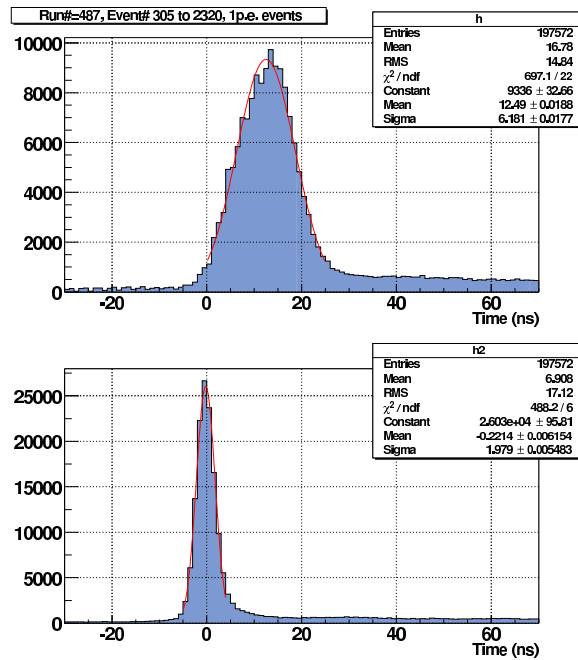 Run#=487, Event# 305 to 2320, 1p.e. events
h
Entries 197572
Mean 16.78
RMS 14.84
χ² / ndf 697.1 / 22
Constant 9336 ± 32.66
Mean 12.49 ± 0.0188
Sigma 6.181 ± 0.0177
10000
8000
6000
4000
2000
0
-20 0 20 40 60
Time (ns)
h2
Entries 197572
Mean 6.908
RMS 17.12
χ² / ndf 488.2 / 6
Constant 2.603e+04 ± 95.81
Mean -0.2214 ± 0.006154
Sigma 1.979 ± 0.005483
25000
20000
15000
10000
5000
0
-20 0 20 40 60
Time (ns)